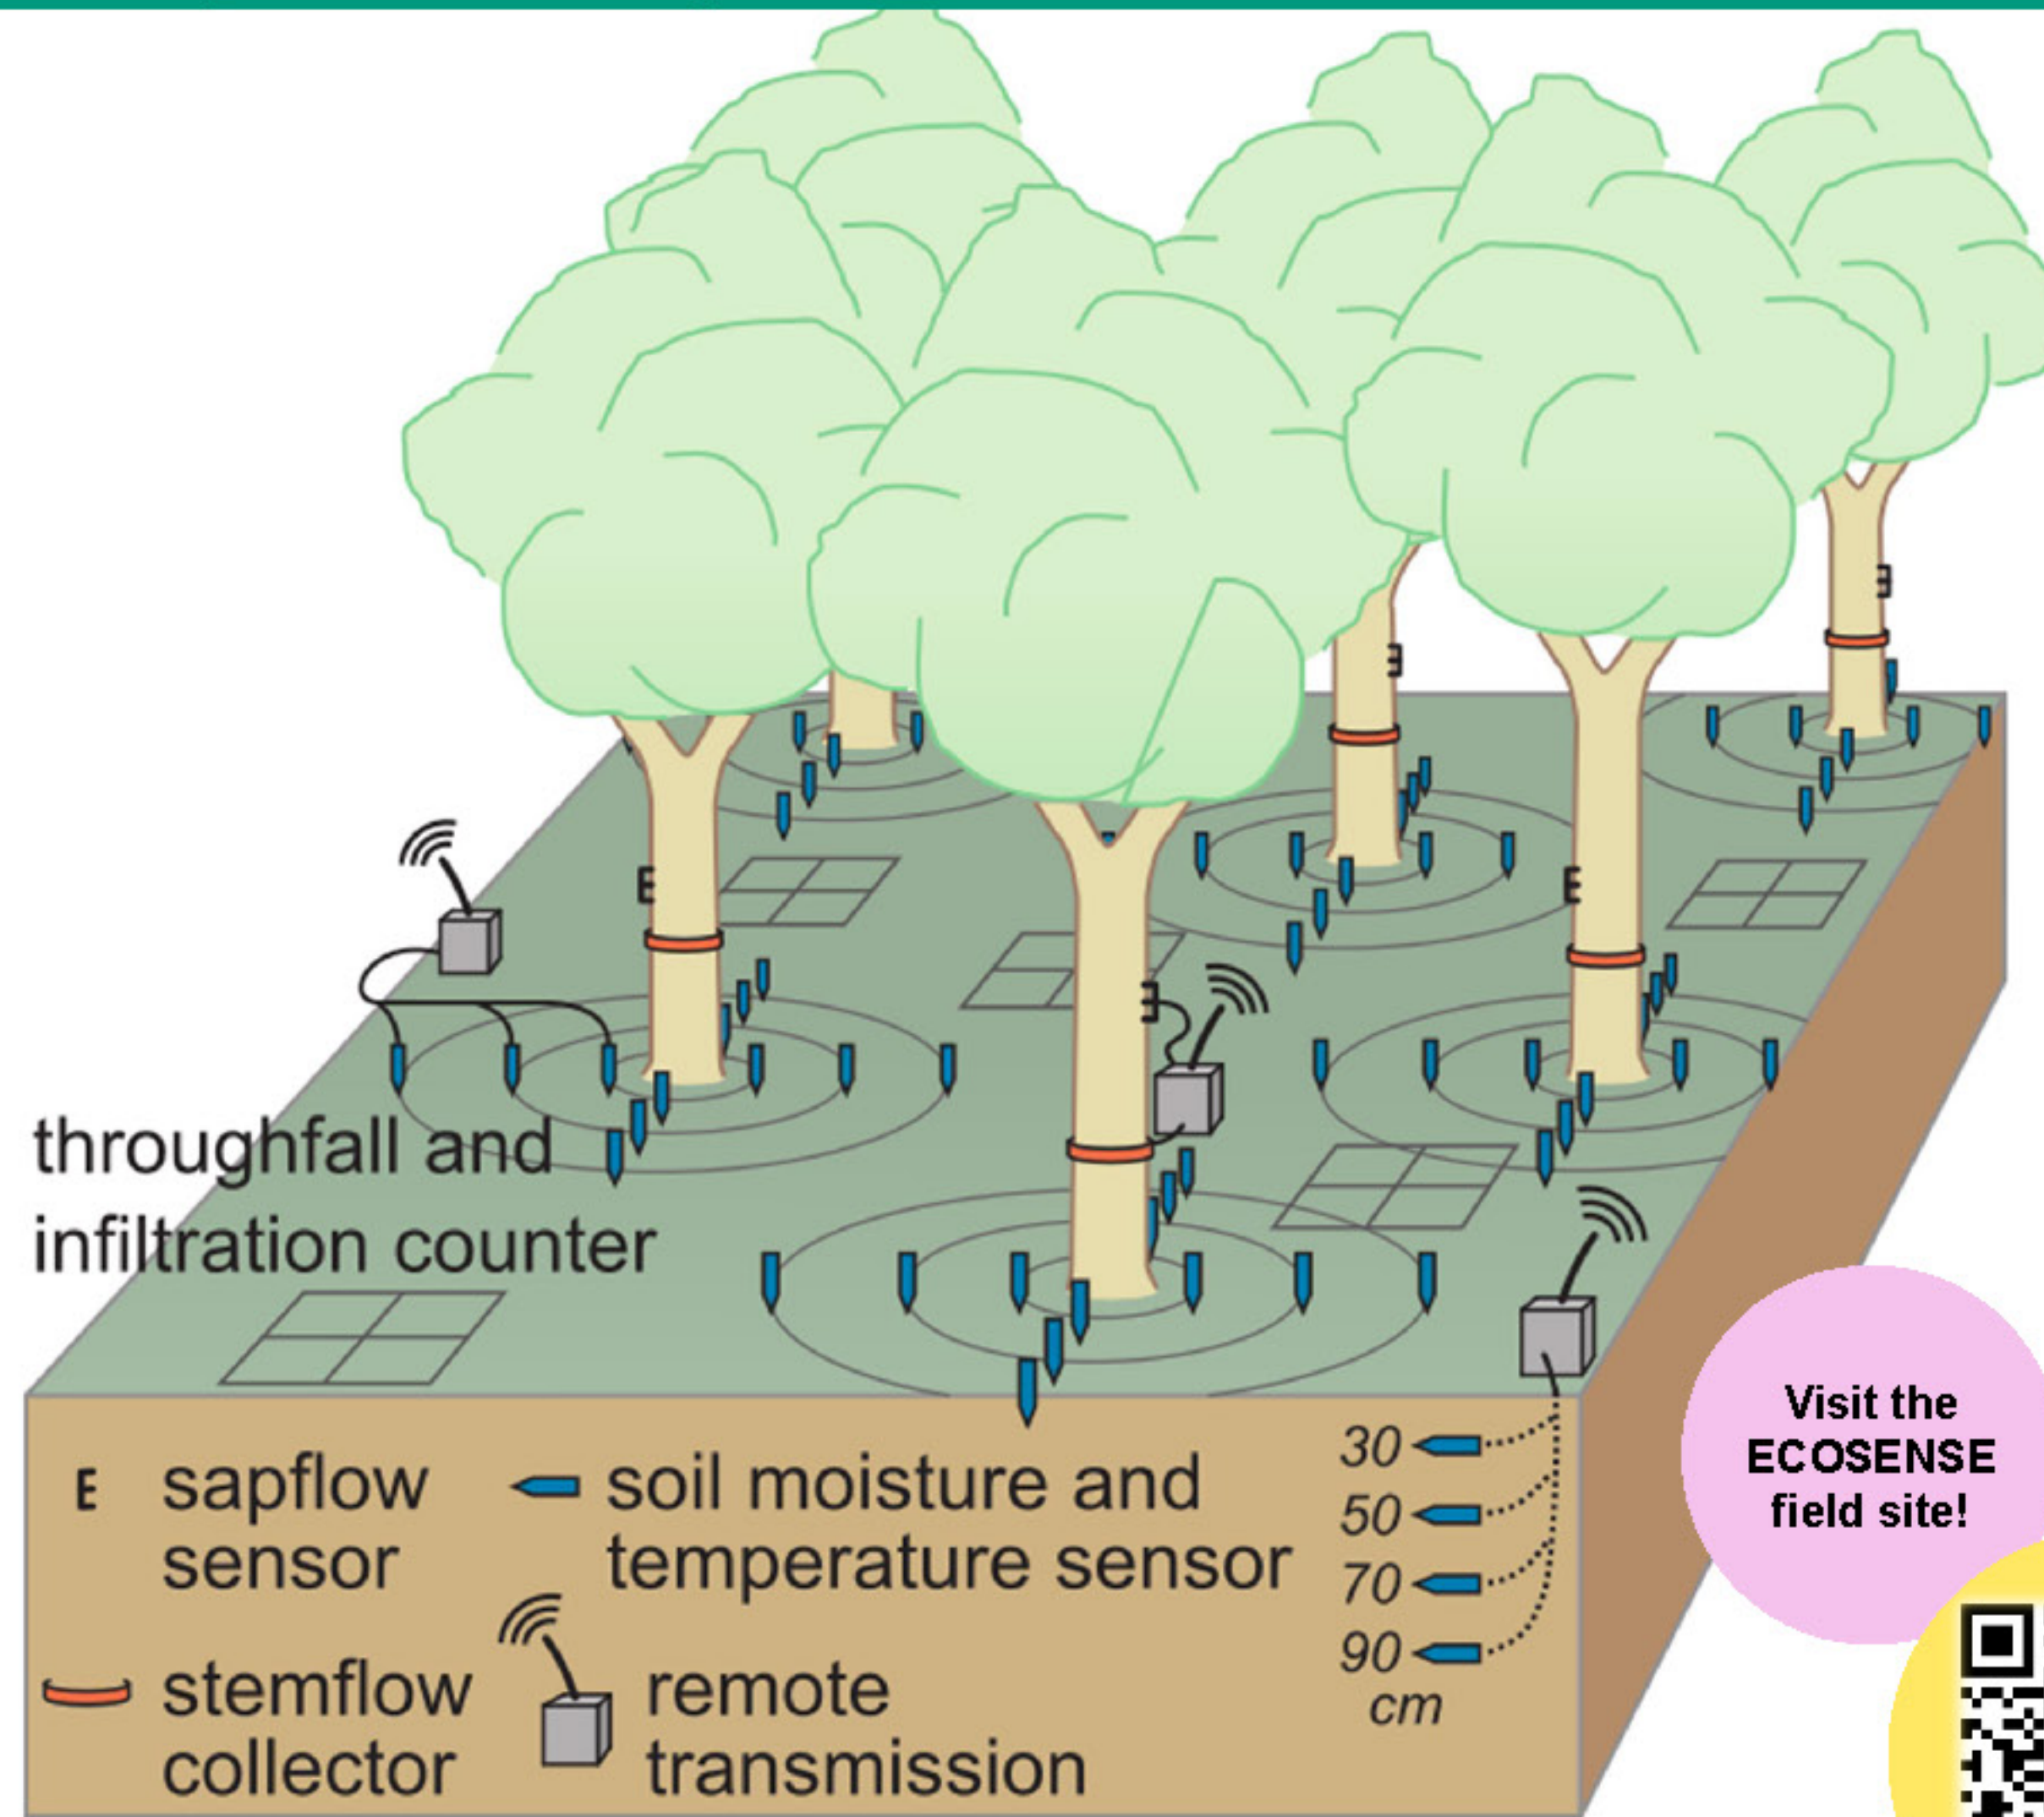 throughfall and
infiltration counter
E sapflow
sensor
soil moisture and
temperature sensor
stemflow
collector
remote
transmission
30
50
70
90
cm
Visit the
ECOSENSE
field site!